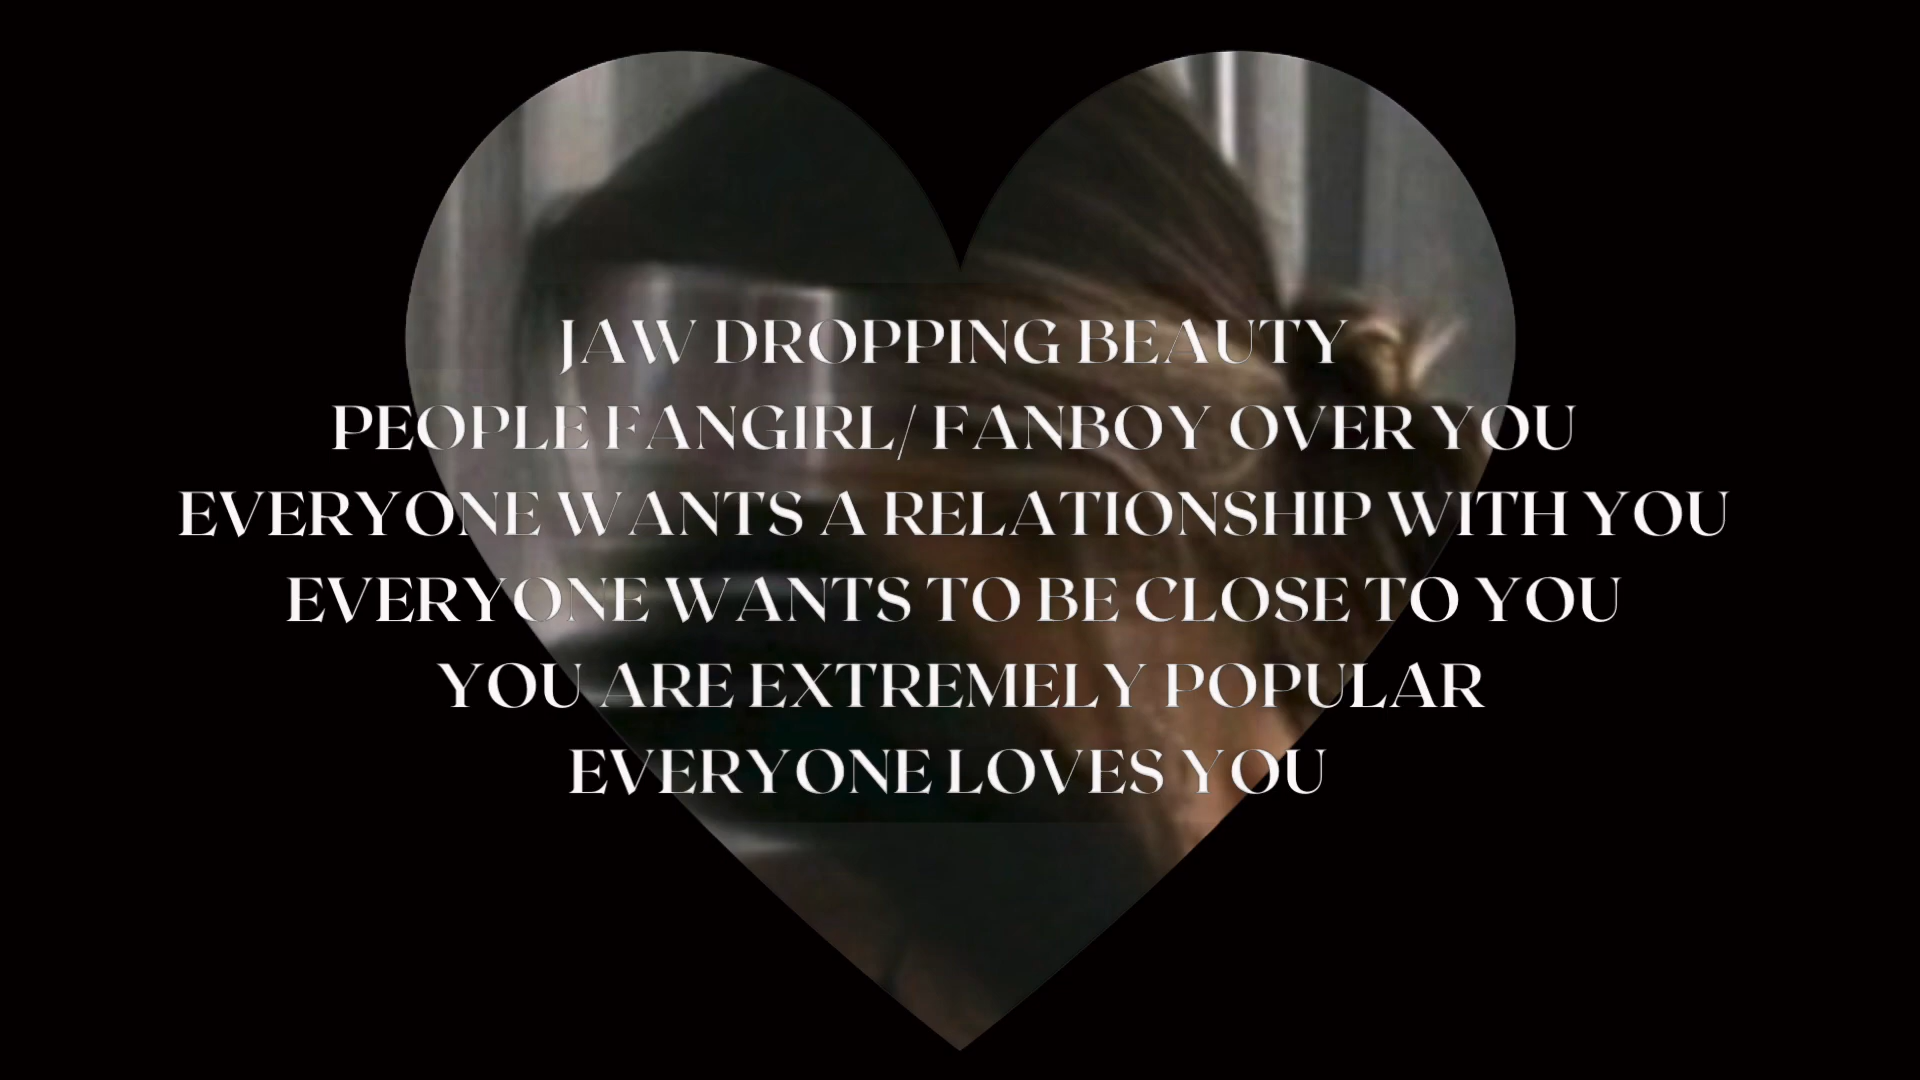 JAW DROPPING BEAUTY
PEOPLE FANGIRL/ FANBOY OVER YOU
EVERYONE WANTS A RELATIONSHIP WITH YOU
EVERYONE WANTS TO BE CLOSE TO YOU
YOU ARE EXTREMELY POPULAR
EVERYONE LOVES YOU